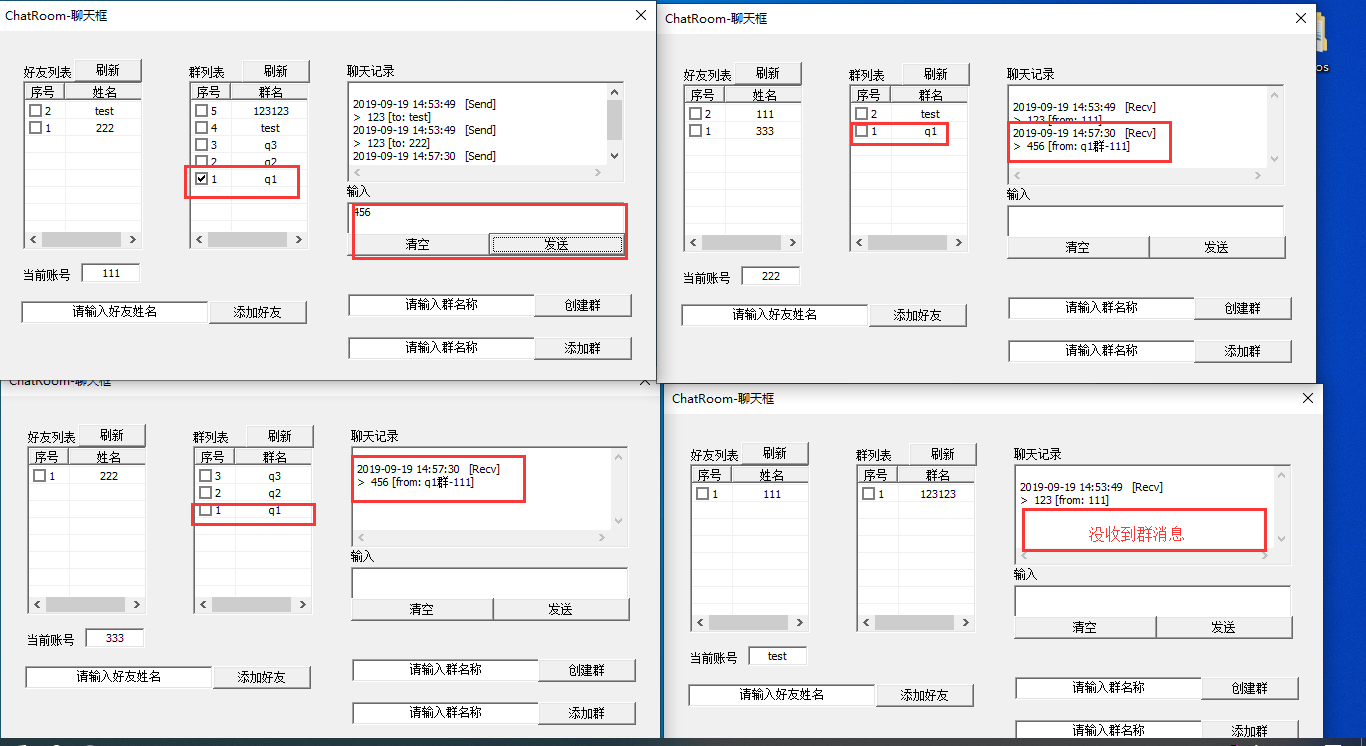 ChatRoom-聊天框
好友列表 刷新
序号 姓名
2 test
1 222
群列表 刷新
序号 群名
5 123123
4 test
3 q3
2 q2
1 q1
聊天记录
2019-09-19 14:53:49 [Send]
> 123 [to: test]
2019-09-19 14:53:49 [Send]
> 123 [to: 222]
2019-09-19 14:57:30 [Send]
输入
456
清空 发送
当前账号 111
请输入好友姓名 添加好友
请输入群名称 创建群
请输入群名称 添加群
ChatRoom-聊天框
好友列表 刷新
序号 姓名
2 111
1 333
群列表 刷新
序号 群名
2 test
1 q1
聊天记录
2019-09-19 14:53:49 [Recv]
> 123 [from: 111]
2019-09-19 14:57:30 [Recv]
> 456 [from: q1群-111]
输入
清空 发送
当前账号 222
请输入好友姓名 添加好友
请输入群名称 创建群
请输入群名称 添加群
os
ChatRoom-聊天框
好友列表 刷新
序号 姓名
1 222
群列表 刷新
序号 群名
3 q3
2 q2
1 q1
聊天记录
2019-09-19 14:57:30 [Recv]
> 456 [from: q1群-111]
输入
清空 发送
当前账号 333
请输入好友姓名 添加好友
请输入群名称 创建群
请输入群名称 添加群
ChatRoom-聊天框
好友列表 刷新
序号 姓名
1 111
群列表 刷新
序号 群名
1 123123
聊天记录
2019-09-19 14:53:49 [Recv]
> 123 [from: 111]
没收到群消息
输入
清空 发送
当前账号 test
请输入好友姓名 添加好友
请输入群名称 创建群
请输入群名称 添加群